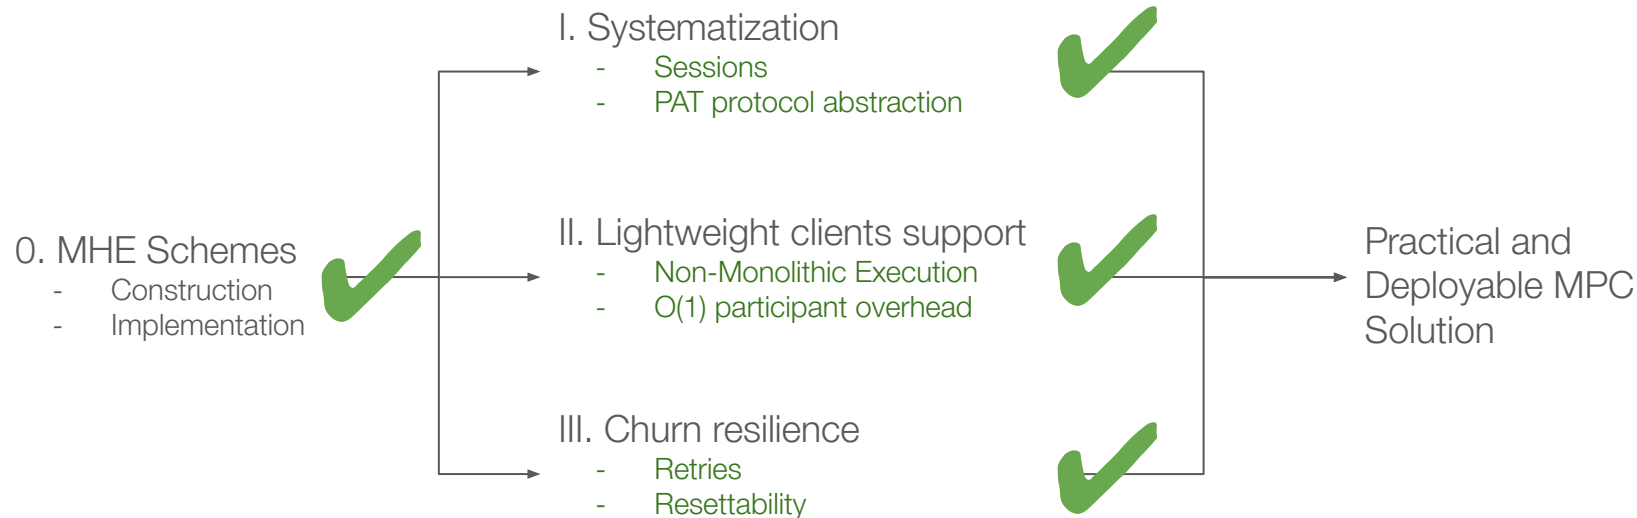 0. MHE Schemes
- Construction
- Implementation
I. Systematization
- Sessions
- PAT protocol abstraction
II. Lightweight clients support
- Non-Monolithic Execution
- O(1) participant overhead
III. Churn resilience
- Retries
- Resettability
Practical and
Deployable MPC
Solution